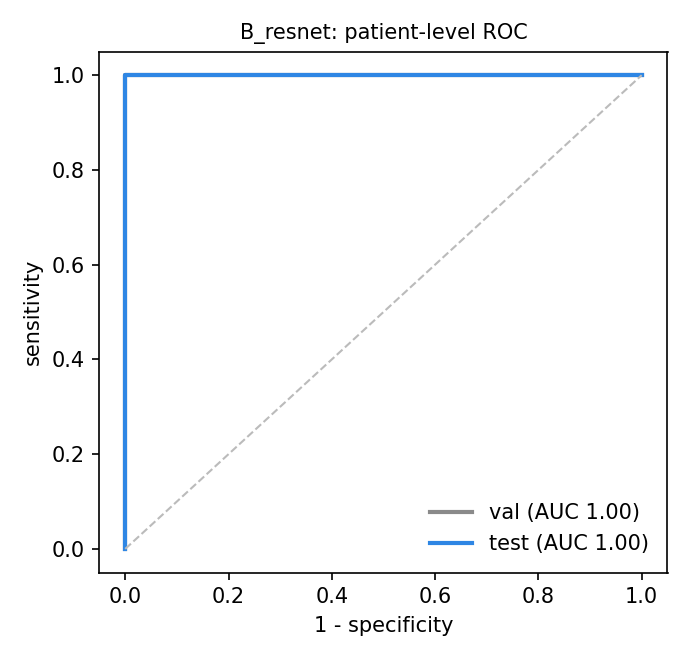 B_resnet: patient-level ROC
1.0
0.8
0.6
0.4
0.2
0.0
sensitivity
val (AUC 1.00)
test (AUC 1.00)
0.0 0.2 0.4 0.6 0.8 1.0
1 - specificity